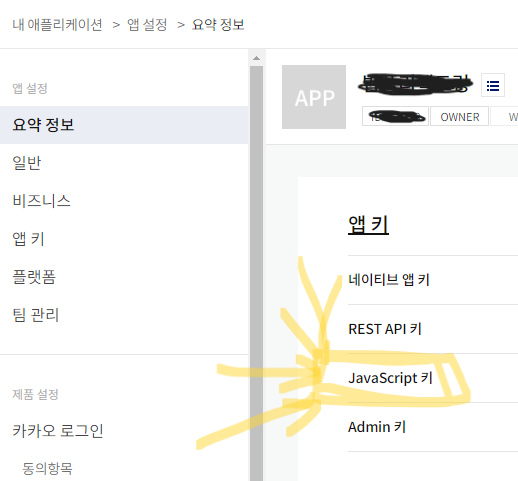 내 애플리케이션 > 앱 설정 > 요약 정보
앱 설정
요약 정보
일반
비즈니스
앱 키
플랫폼
팀 관리
제품 설정
카카오 로그인
동의항목
APP
OWNER
앱 키
네이티브 앱 키
REST API 키
JavaScript 키
Admin 키